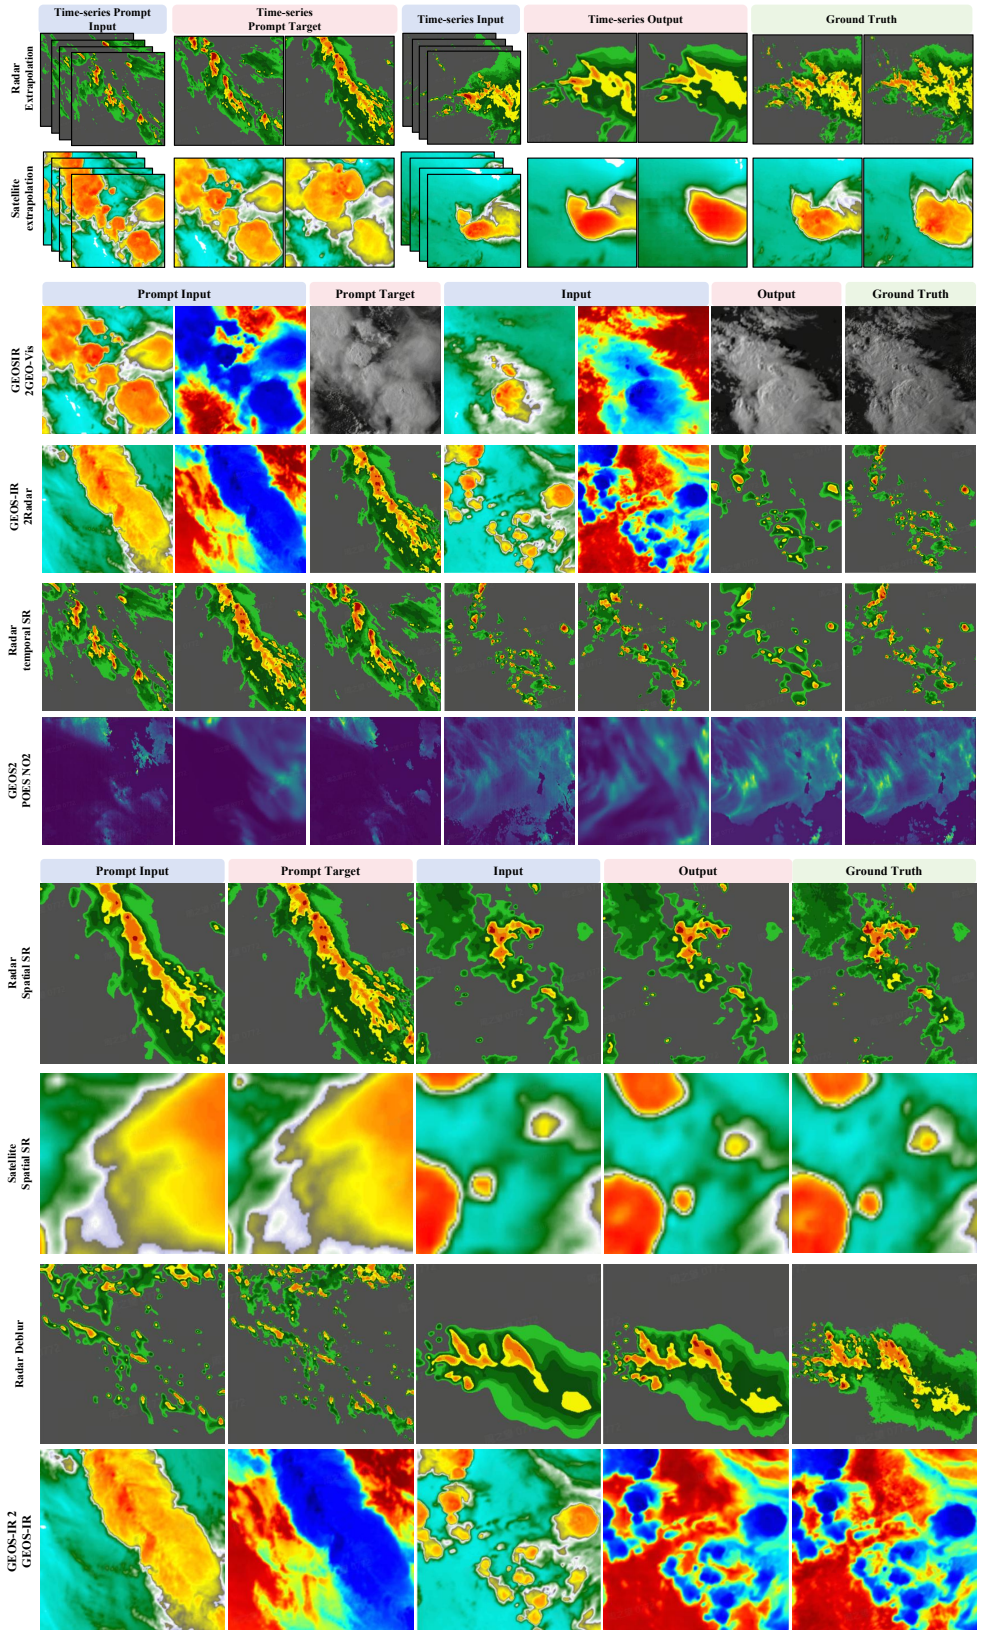 Time-series Prompt
Input
Time-series
Prompt Target
Time-series Input
Time-series Output
Ground Truth
Radar
Extrapolation
Satellite
extrapolation
Prompt Input
Prompt Target
Input
Output
Ground Truth
GEOSIR
2GEO-Vis
GEOS-IR
2Radar
Radar
temporal SR
GEOS2
POES NO2
Prompt Input
Prompt Target
Input
Output
Ground Truth
Radar
Spatial SR
Satellite
Spatial SR
Radar Deblur
GEOS-IR 2
GEOS-IR